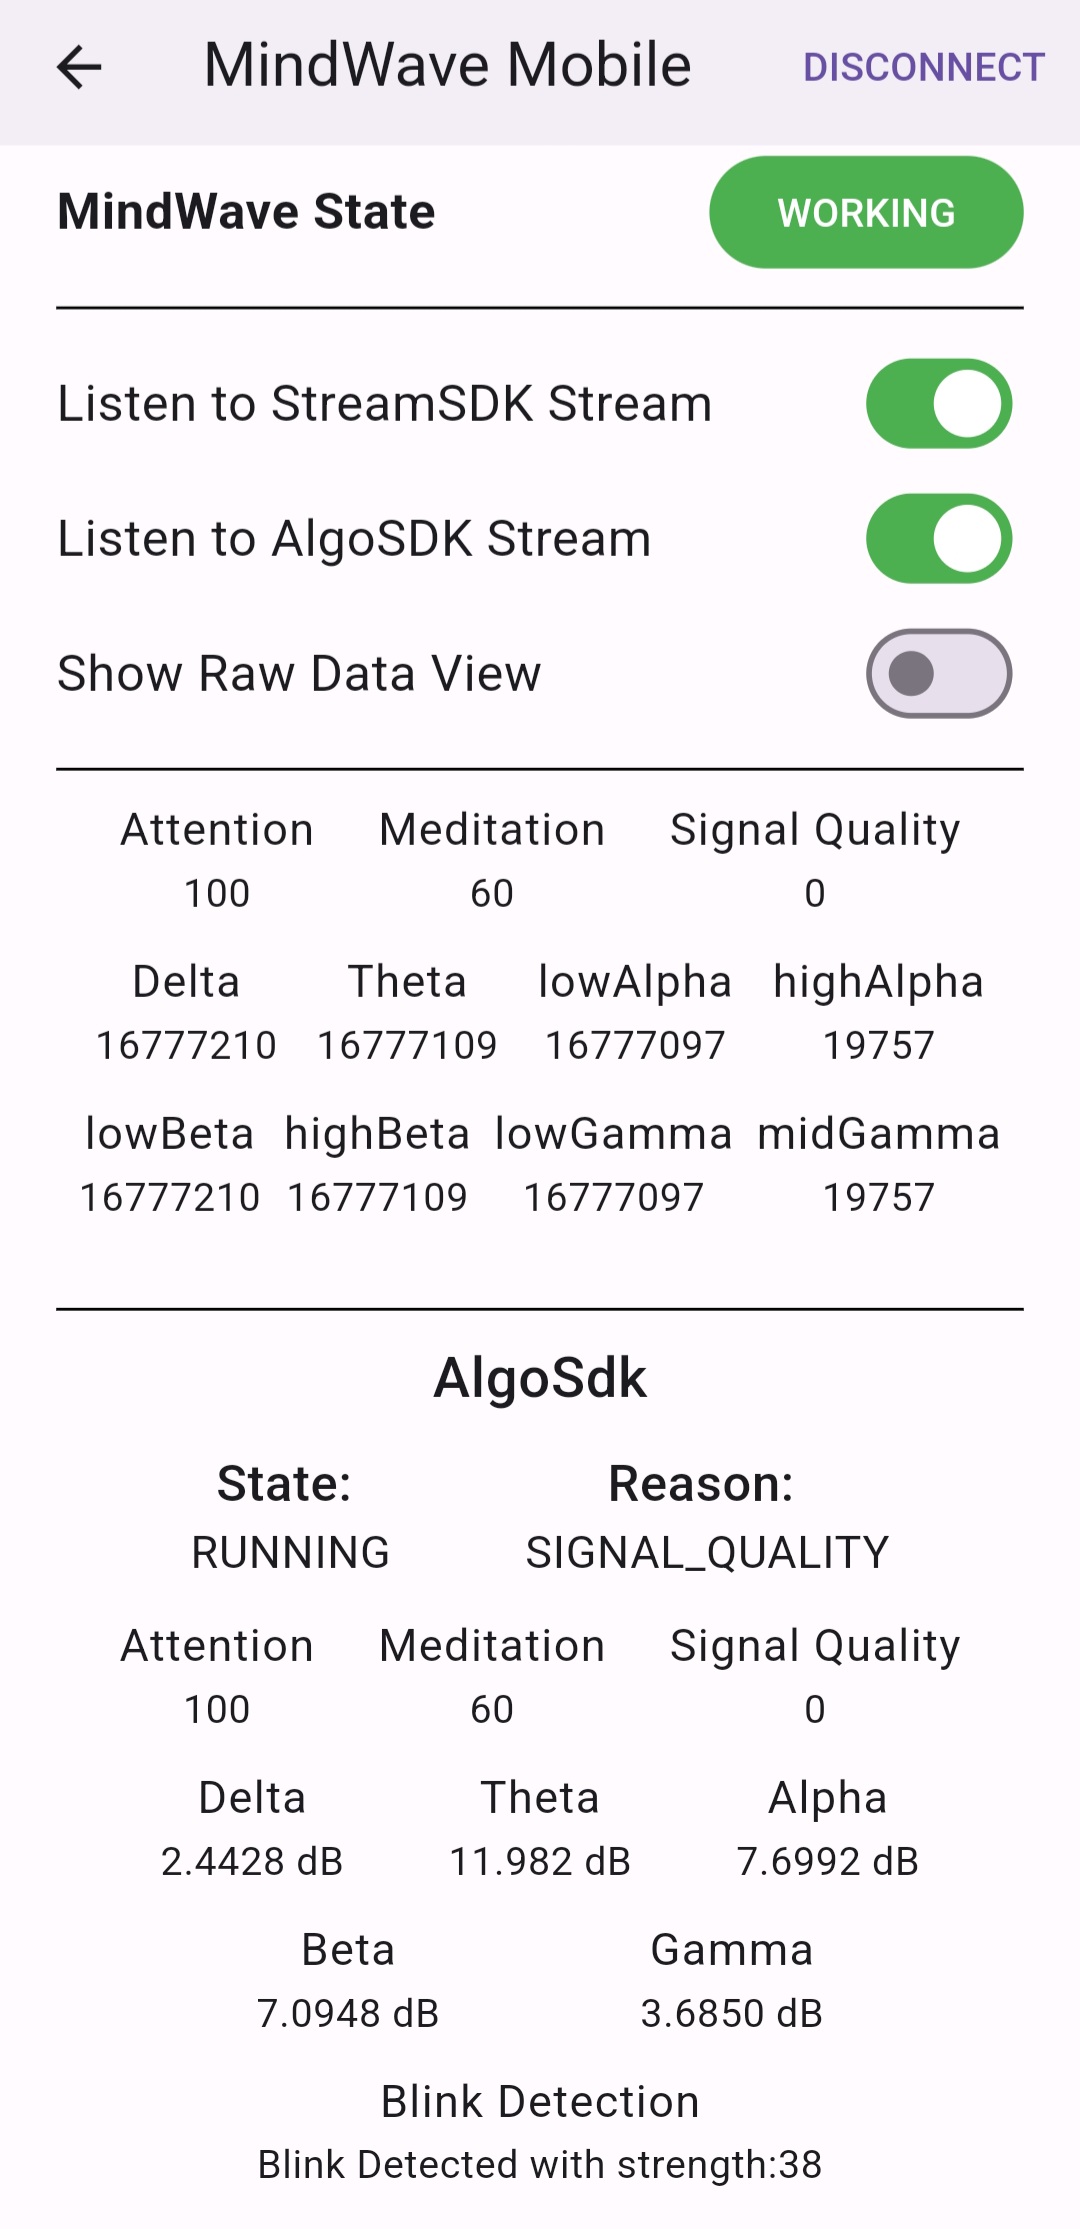 MindWave Mobile DISCONNECT
MindWave State WORKING
Listen to StreamSDK Stream
Listen to AlgoSDK Stream
Show Raw Data View
Attention Meditation Signal Quality
100 60 0
Delta Theta lowAlpha highAlpha
16777210 16777109 16777097 19757
lowBeta highBeta lowGamma midGamma
16777210 16777109 16777097 19757
AlgoSdk
State: Reason:
RUNNING SIGNAL_QUALITY
Attention Meditation Signal Quality
100 60 0
Delta Theta Alpha
2.4428 dB 11.982 dB 7.6992 dB
Beta Gamma
7.0948 dB 3.6850 dB
Blink Detection
Blink Detected with strength:38